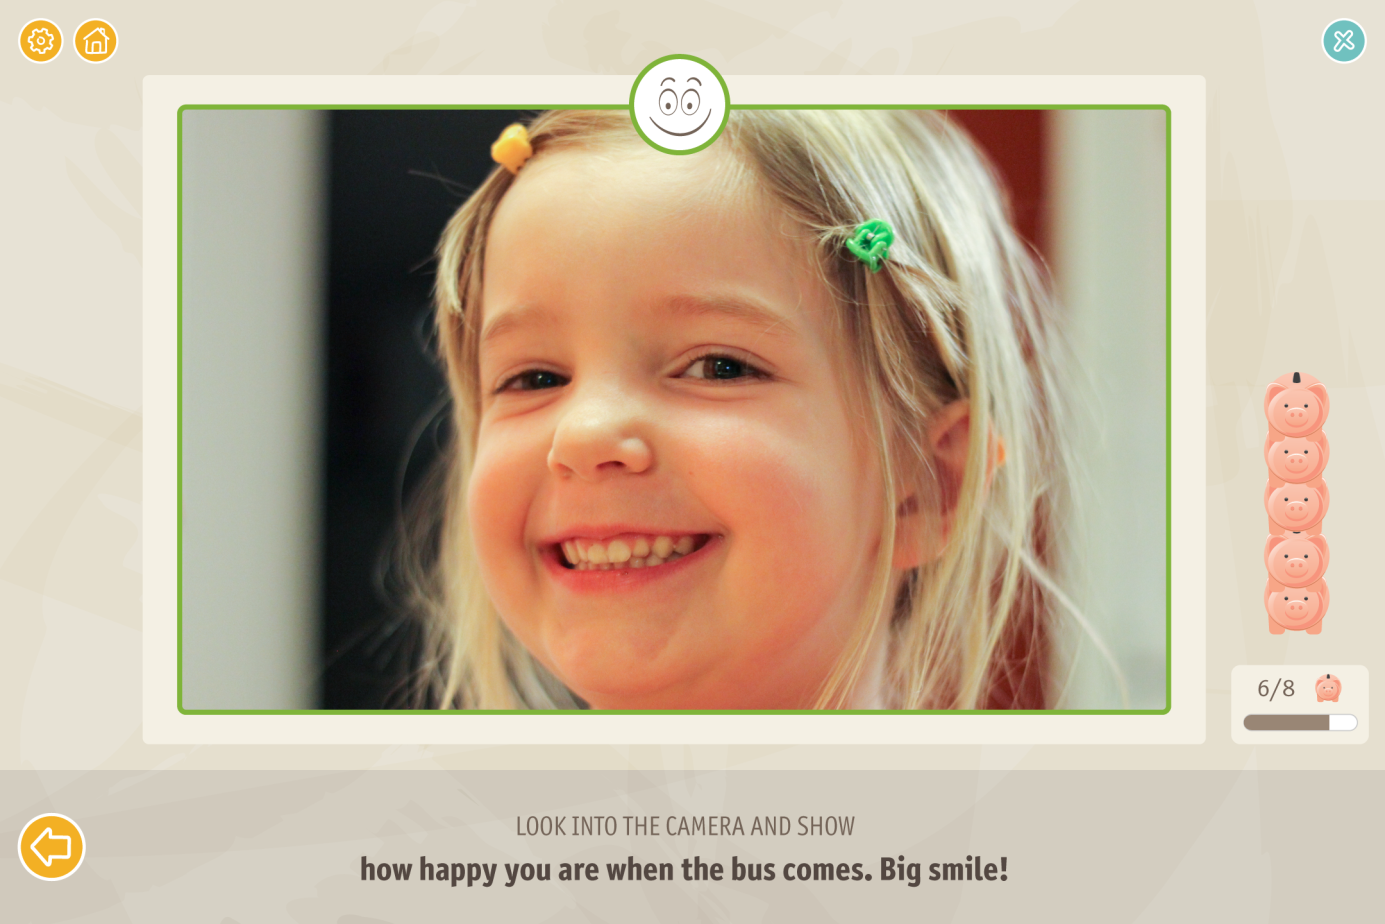 6/8
LOOK INTO THE CAMERA AND SHOW
how happy you are when the bus comes. Big smile!